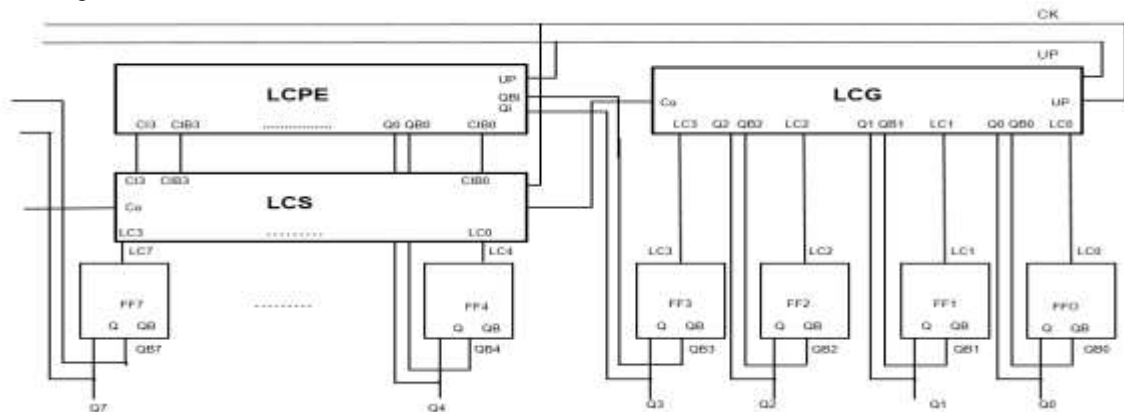 CK
UP
UP
LCPE
QBI
QI
CI3 CIB3 ................ Q0 QB0 CIB0
LCG
Co
UP
LC3 Q2 QB2 LC2 Q1 QB1 LC1 Q0 QB0 LC0
CI3 CIB3 CIB0
LCS
Co
LC3 ......... LC0
LC7 LC4 LC3 LC2 LC1 LC0
FF7 ......... FF4 FF3 FF2 FF1 FF0
Q QB Q QB Q QB Q QB Q QB Q QB
QB7 QB4 QB3 QB2 QB1 QB0
Q7 Q4 Q3 Q2 Q1 Q0